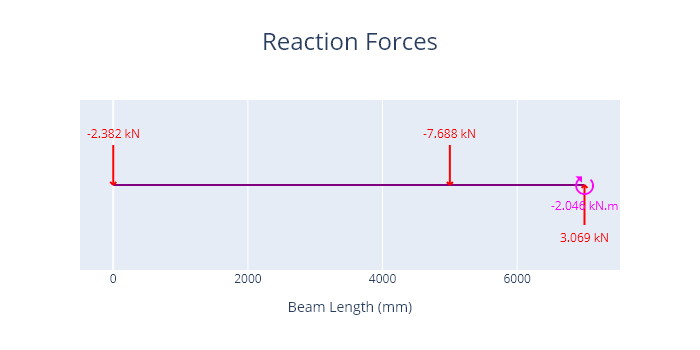 Reaction Forces
-2.382 kN
-7.688 kN
-2.046 kN.m
3.069 kN
0
2000
4000
6000
Beam Length (mm)